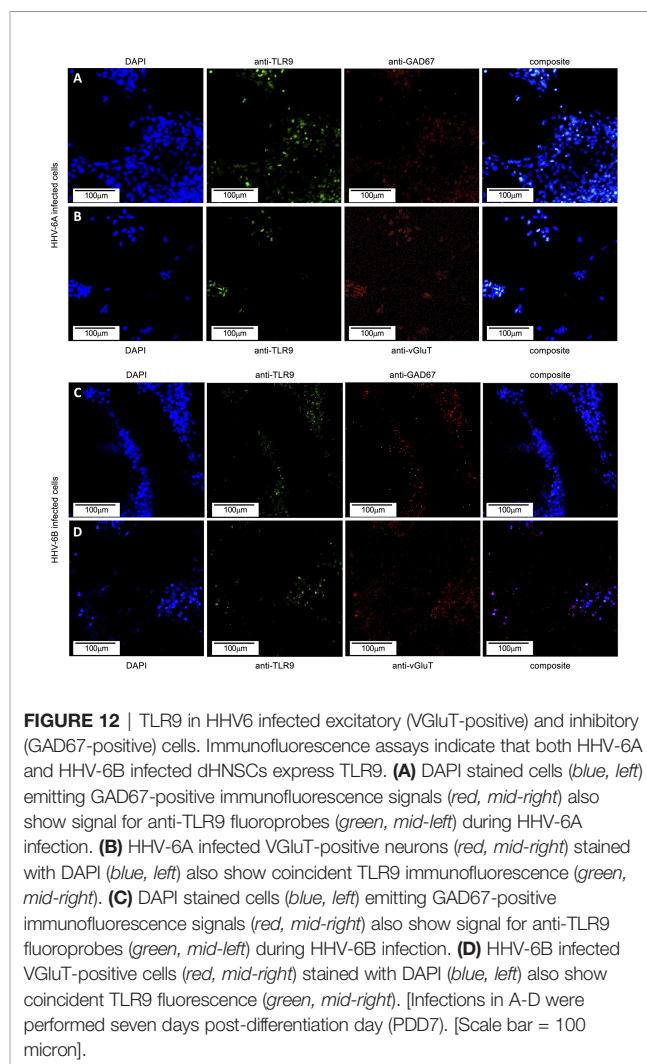 DAPI anti-TLR9 anti-GAD67 composite
HHV-6A infected cells
A
100μm 100μm 100μm 100μm
B
100μm 100μm 100μm 100μm
DAPI anti-TLR9 anti-vGluT composite
DAPI anti-TLR9 anti-GAD67 composite
HHV-6B infected cells
C
100μm 100μm 100μm 100μm
D
100μm 100μm 100μm 100μm
DAPI anti-TLR9 anti-vGluT composite
FIGURE 12 | TLR9 in HHV6 infected excitatory (VGluT-positive) and inhibitory
(GAD67-positive) cells. Immunofluorescence assays indicate that both HHV-6A
and HHV-6B infected dHNSCs express TLR9. (A) DAPI stained cells (blue, left)
emitting GAD67-positive immunofluorescence signals (red, mid-right) also
show signal for anti-TLR9 fluoroprobes (green, mid-left) during HHV-6A
infection. (B) HHV-6A infected VGluT-positive neurons (red, mid-right) stained
with DAPI (blue, left) also show coincident TLR9 immunofluorescence (green,
mid-right). (C) DAPI stained cells (blue, left) emitting GAD67-positive
immunofluorescence signals (red, mid-right) also show signal for anti-TLR9
fluoroprobes (green, mid-left) during HHV-6B infection. (D) HHV-6B infected
VGluT-positive cells (red, mid-right) stained with DAPI (blue, left) also show
coincident TLR9 fluorescence (green, mid-right). [Infections in A-D were
performed seven days post-differentiation day (PDD7). [Scale bar = 100
micron].